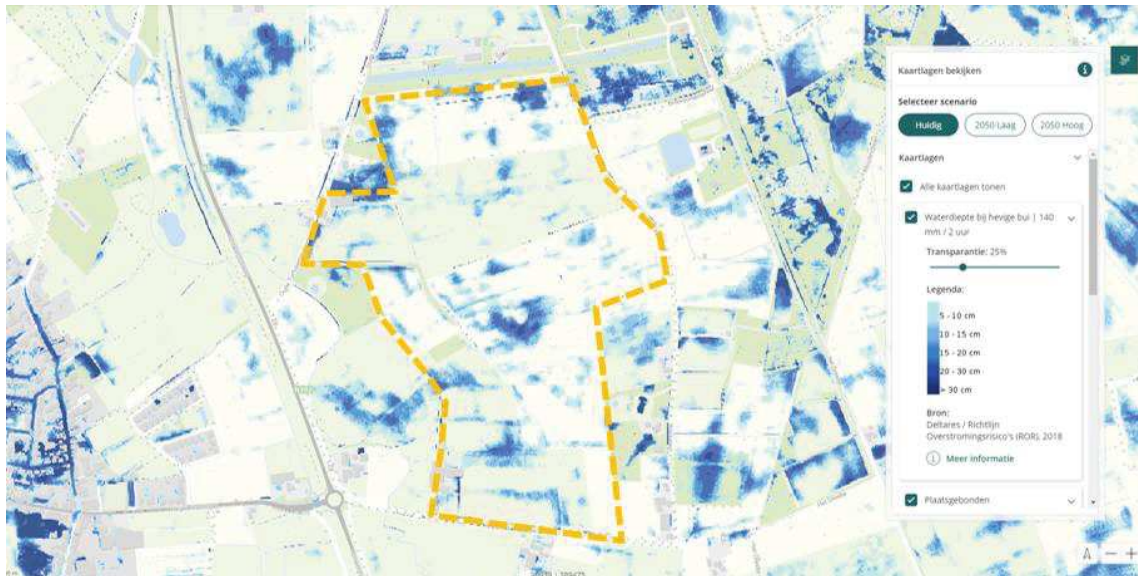 Kaartlagen bekijken
Selecteer scenario
Huidig
2050 Laag
2050 Hoog
Kaartlagen
Alle kaartlagen tonen
Waterdiepte bij hevige bui | 140
mm / 2 uur
Transparantie: 25%
Legenda:
5 - 10 cm
10 - 15 cm
15 - 20 cm
20 - 30 cm
> 30 cm
Bron:
Deltares / Richtlijn
Overstromingsrisico's (ROR), 2018
Meer informatie
Plaatsgebonden